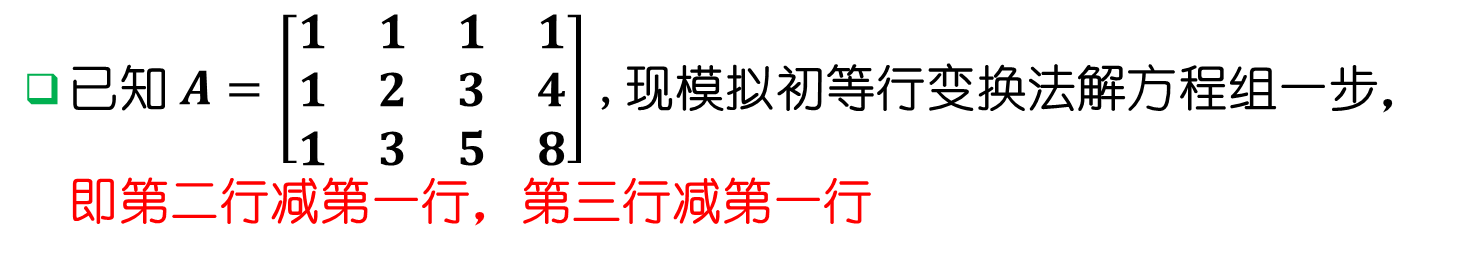 已知 A = [1 1 1 1
1 2 3 4
1 3 5 8] , 现模拟初等行变换法解方程组一步，
即第二行减第一行，第三行减第一行